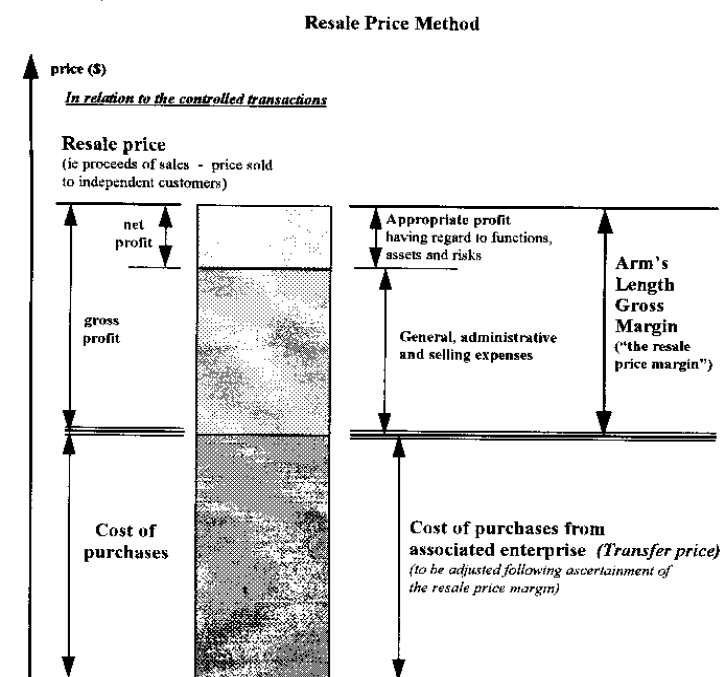 Resale Price Method
price ($)
In relation to the controlled transactions
Resale price
(ie proceeds of sales - price sold
to independent customers)
net
profit
Appropriate profit
having regard to functions,
assets and risks
Arm's
Length
Gross
Margin
("the resale
price margin")
gross
profit
General, administrative
and selling expenses
Cost of
purchases
Cost of purchases from
associated enterprise (Transfer price)
(to be adjusted following ascertainment of
the resale price margin)